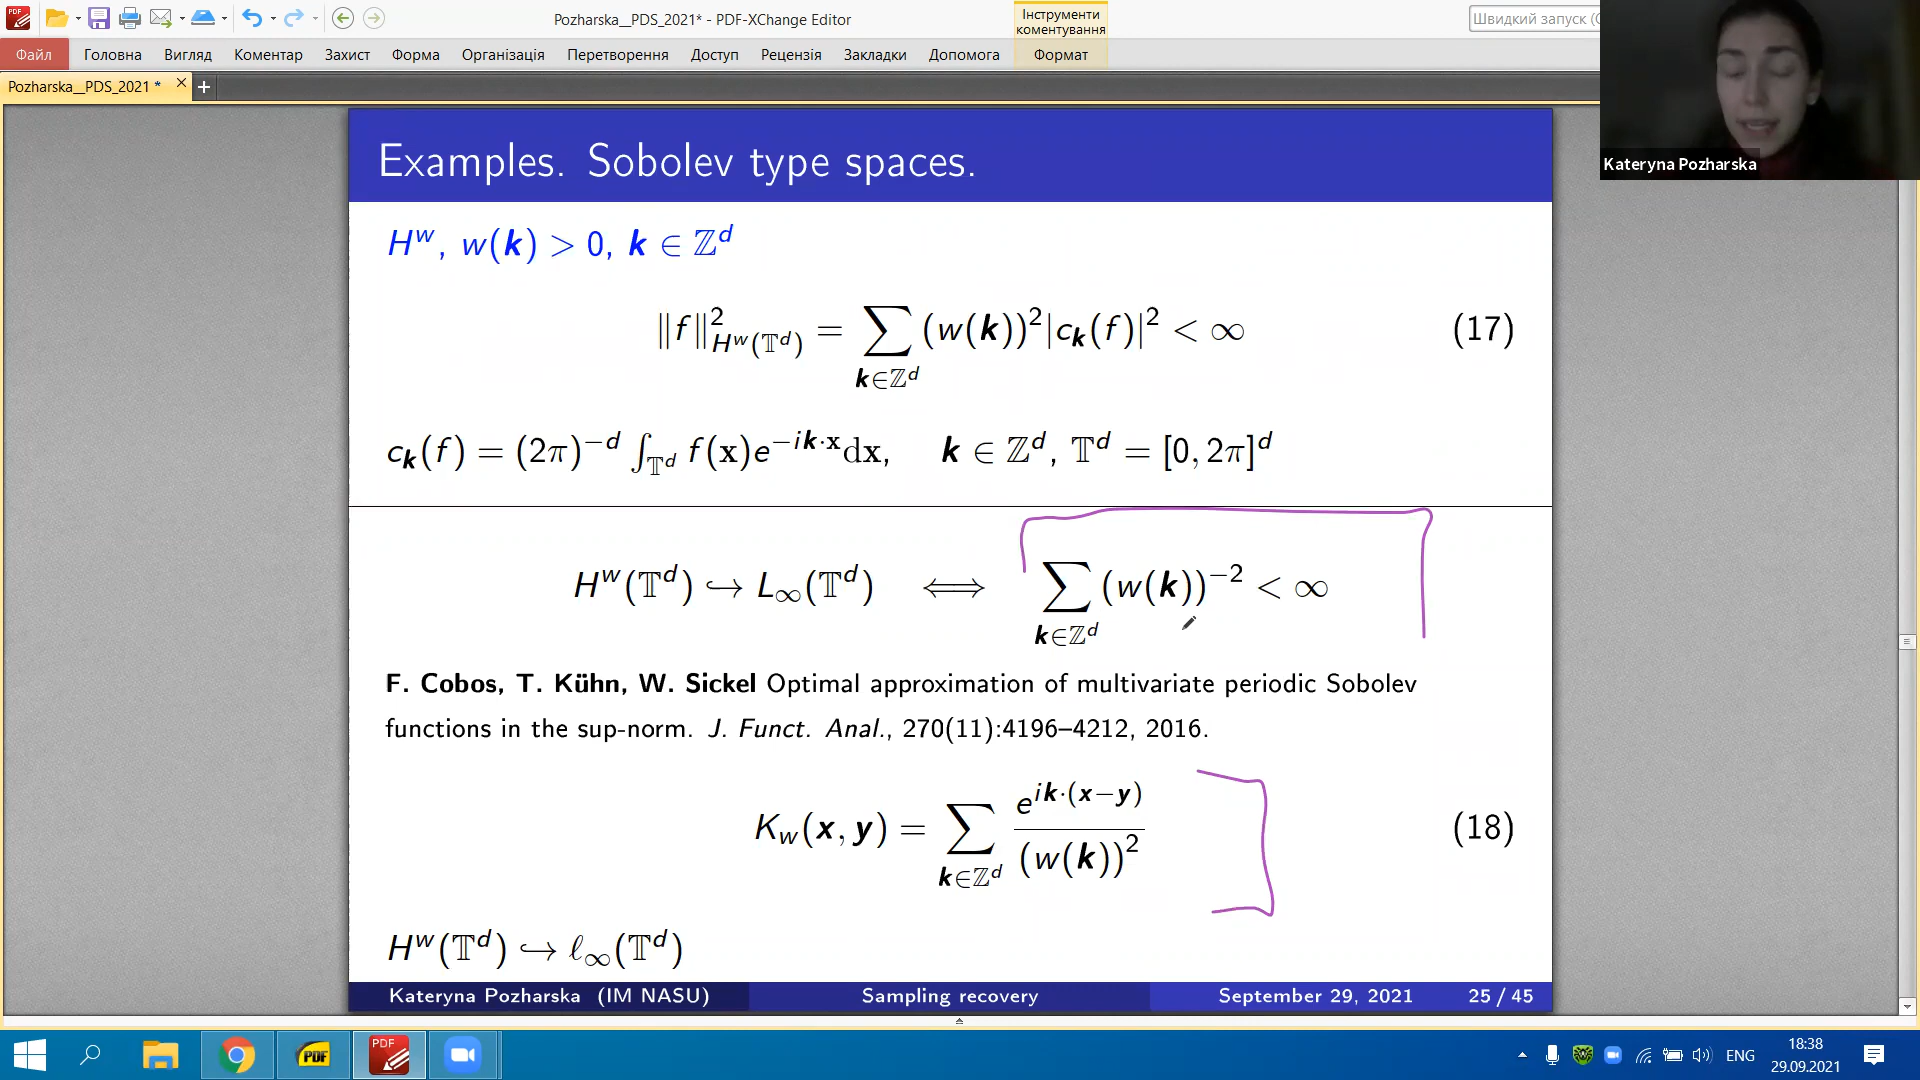 Pozharska__PDS_2021* - PDF-XChange Editor
Інструменти коментування
Швидкий запуск (
Файл Головна Вигляд Коментар Захист Форма Організація Перетворення Доступ Рецензія Закладки Допомога Формат
Pozharska__PDS_2021 *
Kateryna Pozharska
Examples. Sobolev type spaces.
H^w, w(k) > 0, k ∈ ℤ^d
‖f‖²_{H^w(𝕋^d)} = ∑_{k∈ℤ^d} (w(k))²|c_k(f)|² < ∞ (17)
c_k(f) = (2π)^{−d} ∫_{𝕋^d} f(x)e^{−ik·x}dx, k ∈ ℤ^d, 𝕋^d = [0, 2π]^d
H^w(𝕋^d) ↪ L_∞(𝕋^d) ⟺ ∑_{k∈ℤ^d} (w(k))^{−2} < ∞
F. Cobos, T. Kühn, W. Sickel Optimal approximation of multivariate periodic Sobolev
functions in the sup-norm. J. Funct. Anal., 270(11):4196–4212, 2016.
K_w(x, y) = ∑_{k∈ℤ^d} e^{ik·(x−y)} / (w(k))² (18)
H^w(𝕋^d) ↪ ℓ_∞(𝕋^d)
Kateryna Pozharska (IM NASU) Sampling recovery September 29, 2021 25 / 45
PDF
PDF
ENG
18:38
29.09.2021